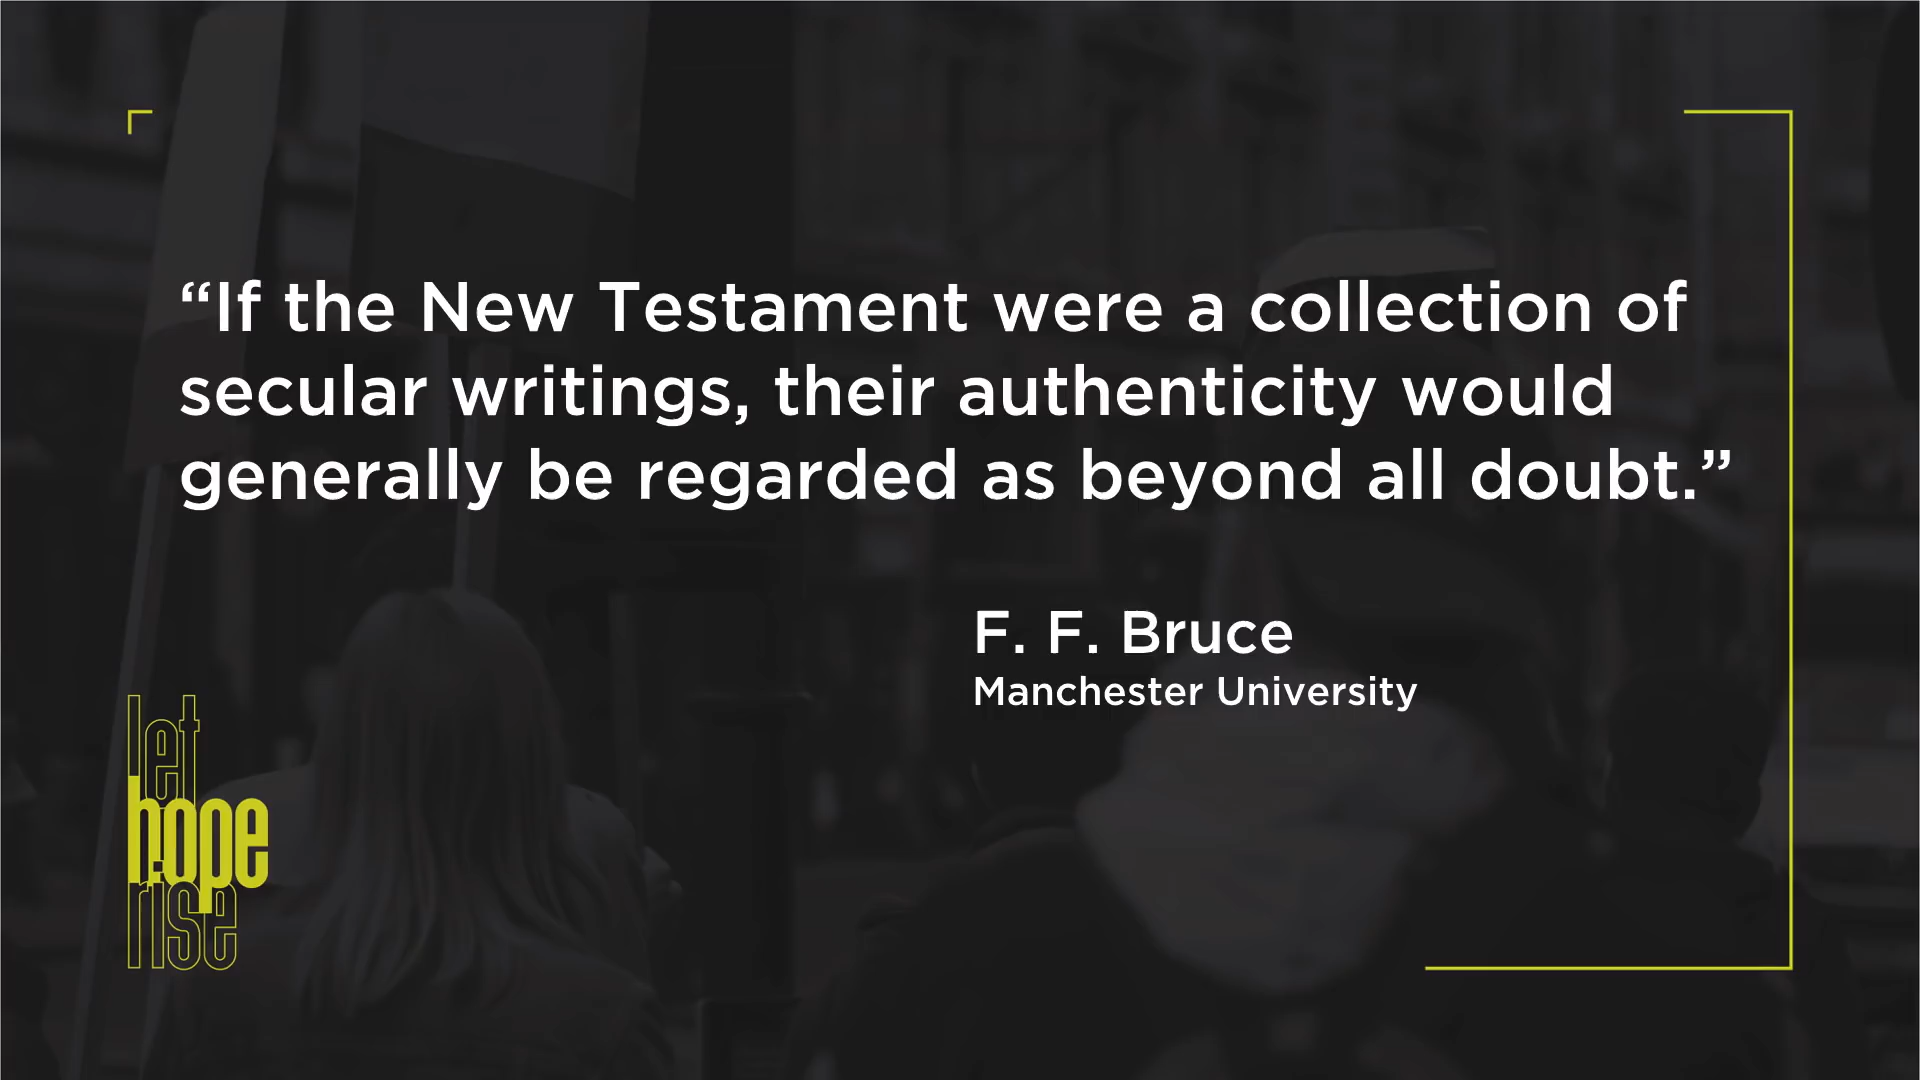 “If the New Testament were a collection of
secular writings, their authenticity would
generally be regarded as beyond all doubt.”
F. F. Bruce
Manchester University
let
hope
rise